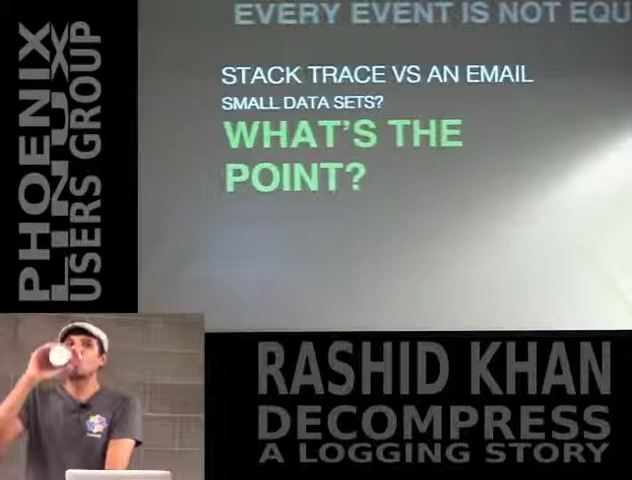 PHOENIX
LINUX
USERS GROUP
EVERY EVENT IS NOT EQU
STACK TRACE VS AN EMAIL
SMALL DATA SETS?
WHAT'S THE
POINT?
RASHID KHAN
DECOMPRESS
A LOGGING STORY